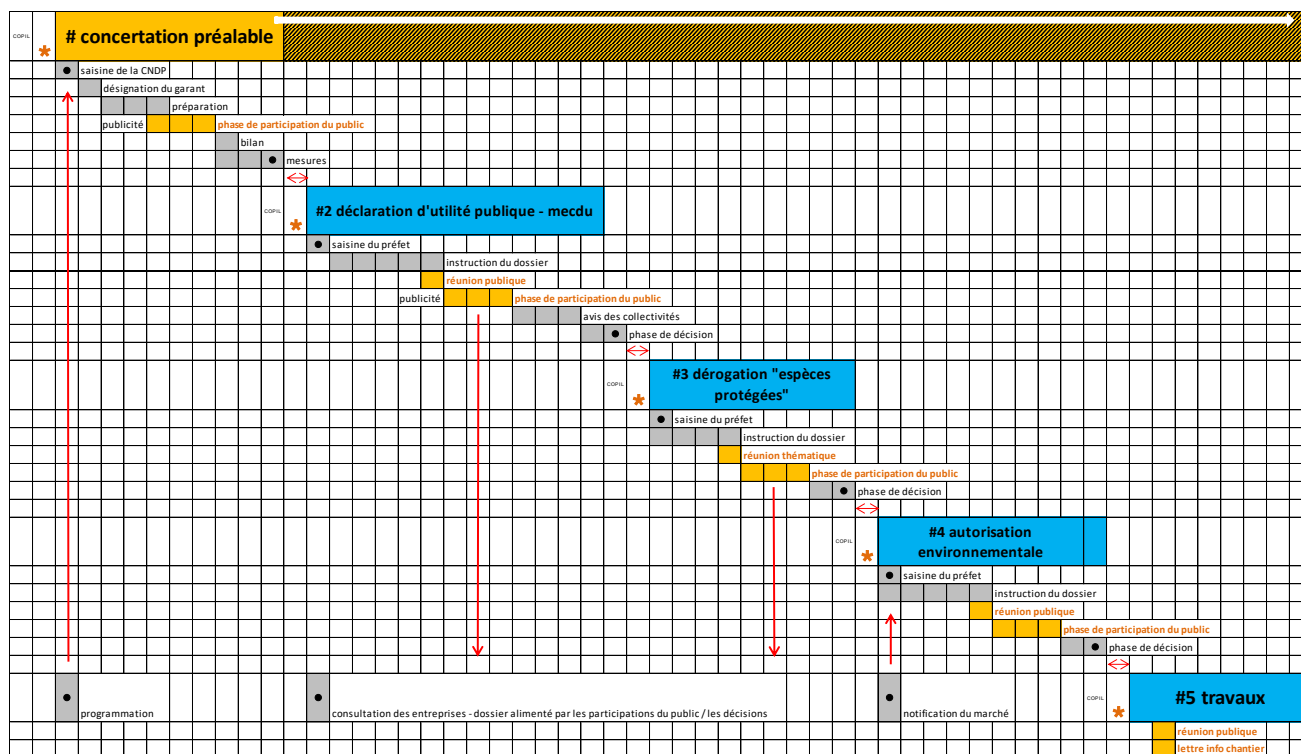 COPIL * # concertation préalable
saisine de la CNDP
désignation du garant
préparation
publicité phase de participation du public
bilan
mesures
COPIL * #2 déclaration d'utilité publique - mecdu
saisine du préfet
instruction du dossier
réunion publique
publicité phase de participation du public
avis des collectivités
phase de décision
COPIL * #3 dérogation "espèces
protégées"
saisine du préfet
instruction du dossier
réunion thématique
phase de participation du public
phase de décision
COPIL * #4 autorisation
environnementale
saisine du préfet
instruction du dossier
réunion publique
phase de participation du public
phase de décision
COPIL * #5 travaux
programmation consultation des entreprises - dossier alimenté par les participations du public / les décisions notification du marché
réunion publique
lettre info chantier